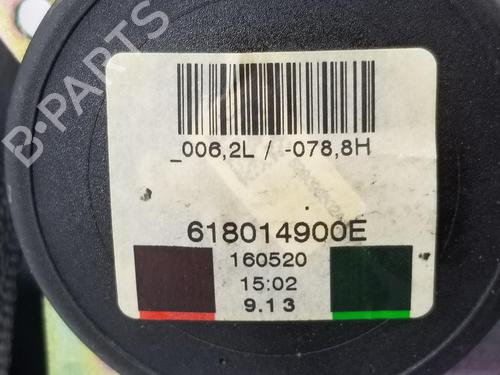 B-PARTS
_006,2L / -078,8H
618014900E
160520
15:02
9.13